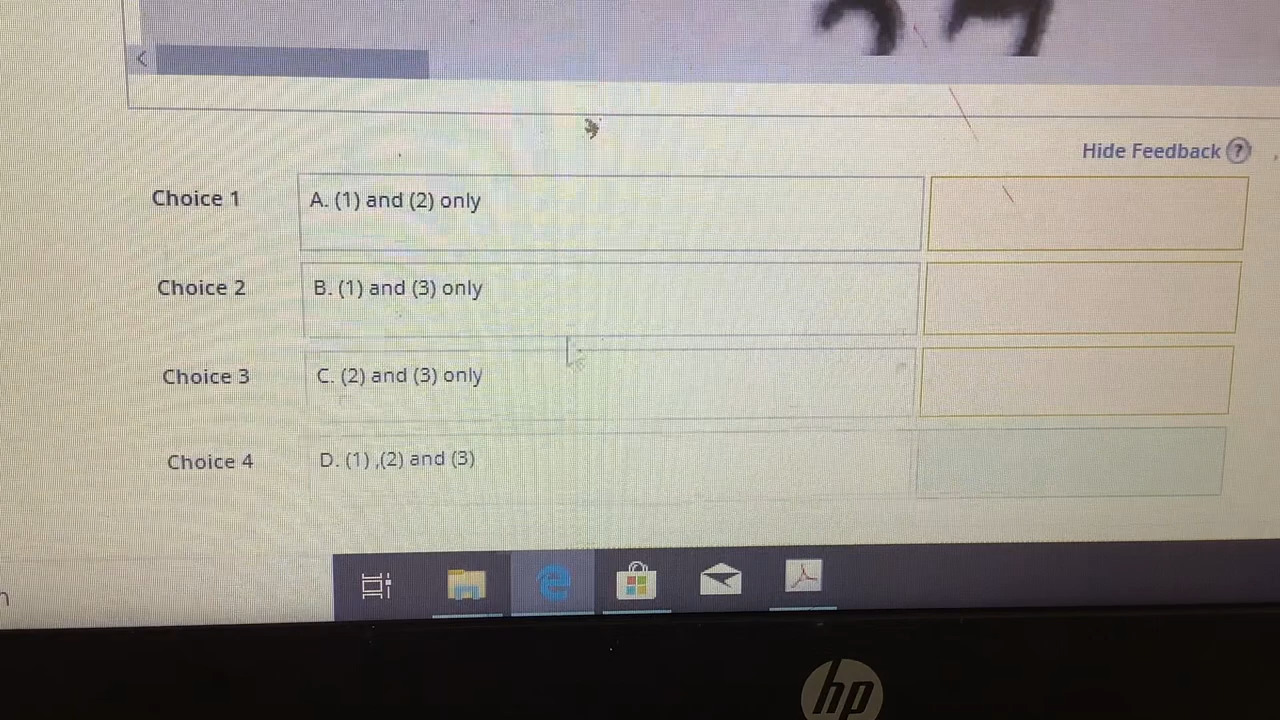 Hide Feedback ?
Choice 1 A. (1) and (2) only
Choice 2 B. (1) and (3) only
Choice 3 C. (2) and (3) only
Choice 4 D. (1) ,(2) and (3)
hp